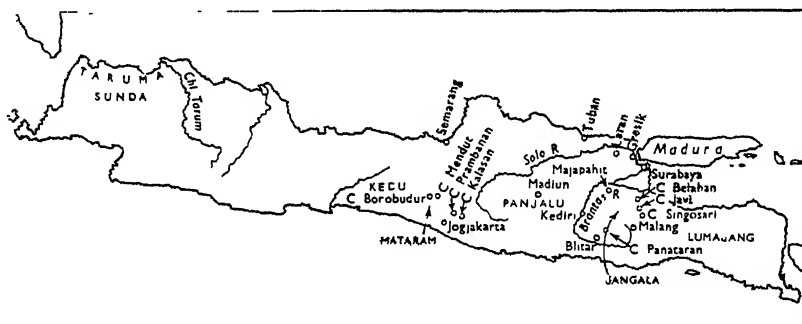 TARUMA
SUNDA
Chi Tarum
Semarang
Mendut
Prambanan
Kalasan
KEDU
C Borobudur
C
C
C
MATARAM
Jogjakarta
Solo R
Tuban
Gresik
Madura
Majapahit
Madiun
PANJALU
Kediri
Brantas R
Surabaya
C Belahan
C Javi
C Singosari
Malang
LUMAJANG
Blitar
C Panataran
JANGALA